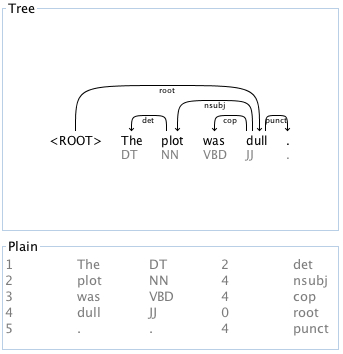 Tree
root
nsubj
det cop punct
<ROOT> The plot was dull .
DT NN VBD JJ .
Plain
1 The DT 2 det
2 plot NN 4 nsubj
3 was VBD 4 cop
4 dull JJ 0 root
5 . . 4 punct